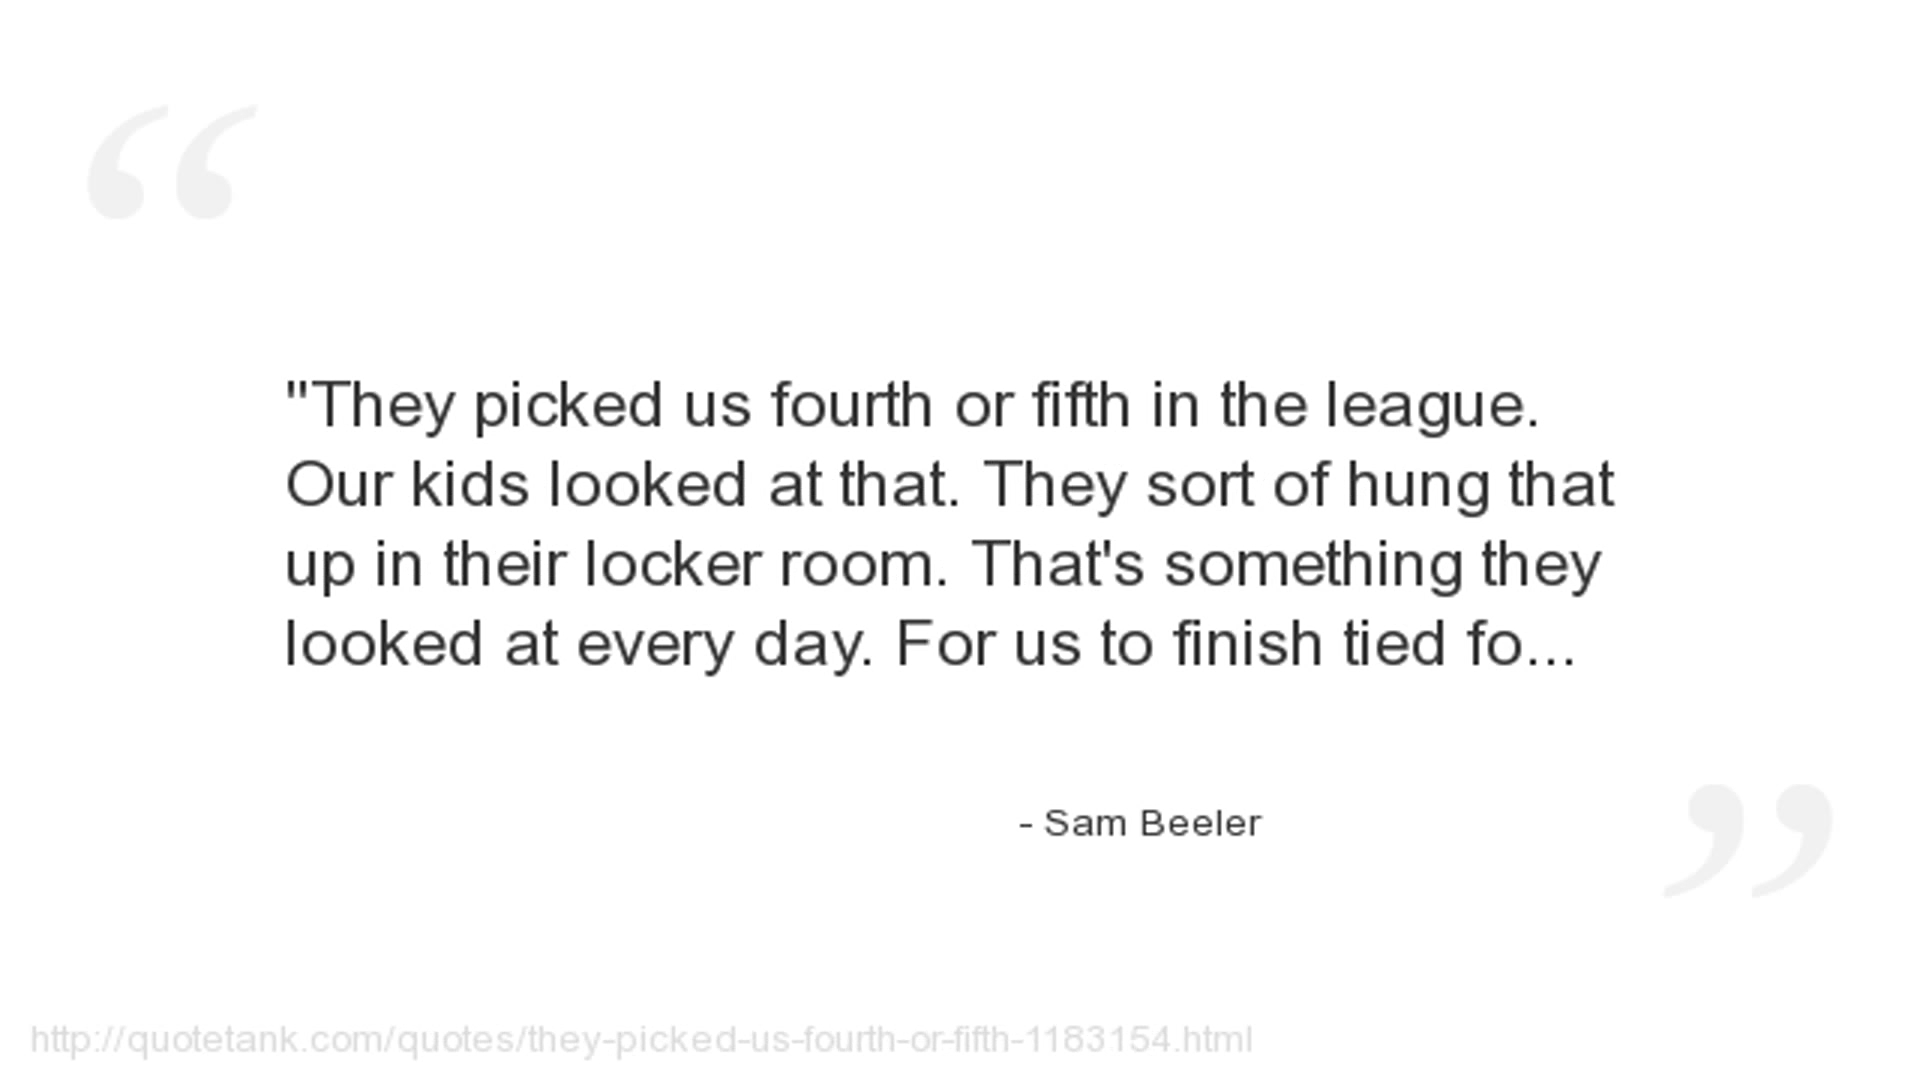 "They picked us fourth or fifth in the league.
Our kids looked at that. They sort of hung that
up in their locker room. That's something they
looked at every day. For us to finish tied fo...
- Sam Beeler
http://quotetank.com/quotes/they-picked-us-fourth-or-fifth-1183154.html